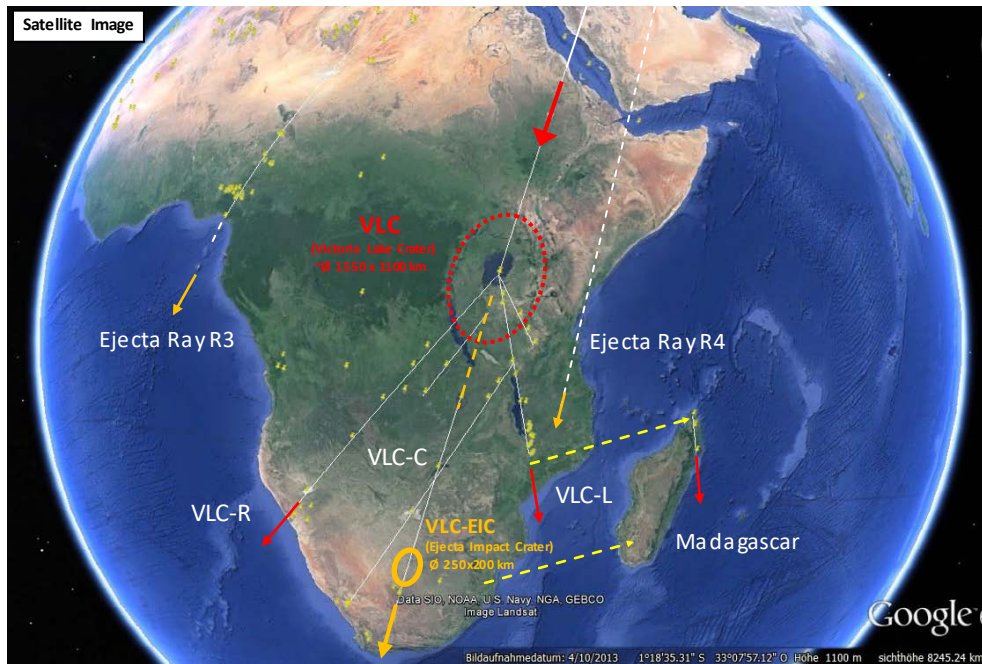 Satellite Image
VLC
(Victoria Lake Crater)
~Ø 1550 x 1100 km
Ejecta Ray R3
Ejecta Ray R4
VLC-C
VLC-R
VLC-L
VLC-EIC
(Ejecta Impact Crater)
Ø 250x200 km
Madagascar
Data SIO, NOAA, U.S. Navy, NGA, GEBCO
Image Landsat
Google
Bildaufnahmedatum: 4/10/2013 1°18'35.31" S 33°07'57.12" O Höhe 1100 m sichthöhe 8245.24 km